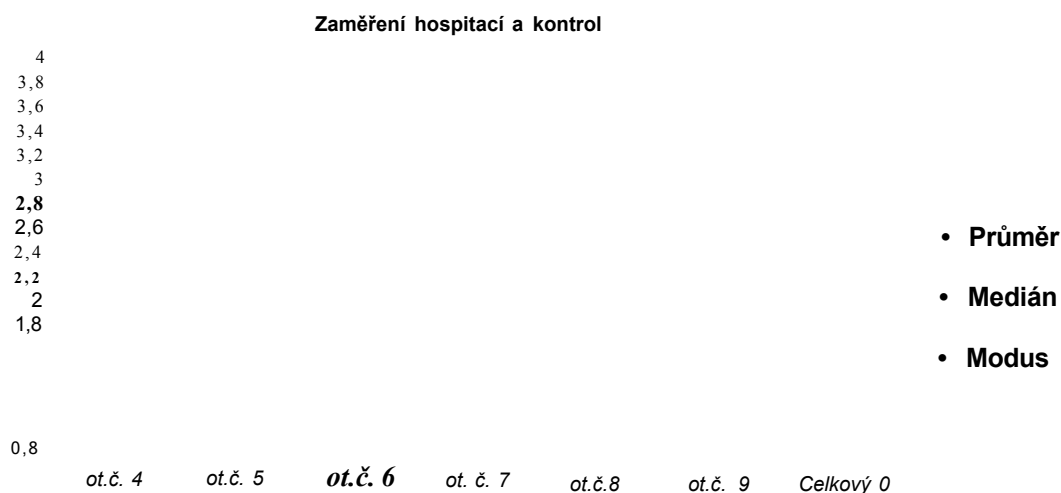 Zaměření hospitací a kontrol
4
3,8
3,6
3,4
3,2
3
2,8
2,6
2,4
2,2
2
1,8
0,8
• Průměr
• Medián
• Modus
ot.č. 4 ot.č. 5 ot.č. 6 ot. č. 7 ot.č.8 ot.č. 9 Celkový 0